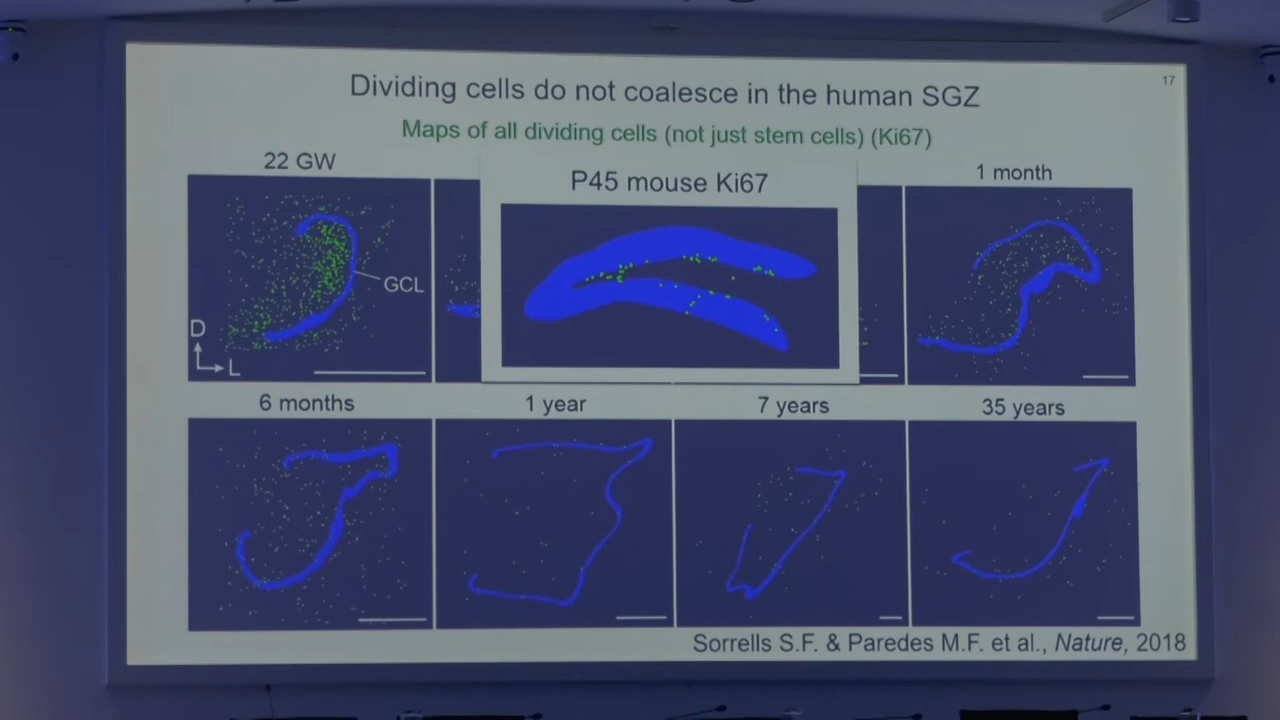 17
Dividing cells do not coalesce in the human SGZ
Maps of all dividing cells (not just stem cells) (Ki67)
22 GW
P45 mouse Ki67
1 month
GCL
D
L
6 months
1 year
7 years
35 years
Sorrells S.F. & Paredes M.F. et al., Nature, 2018